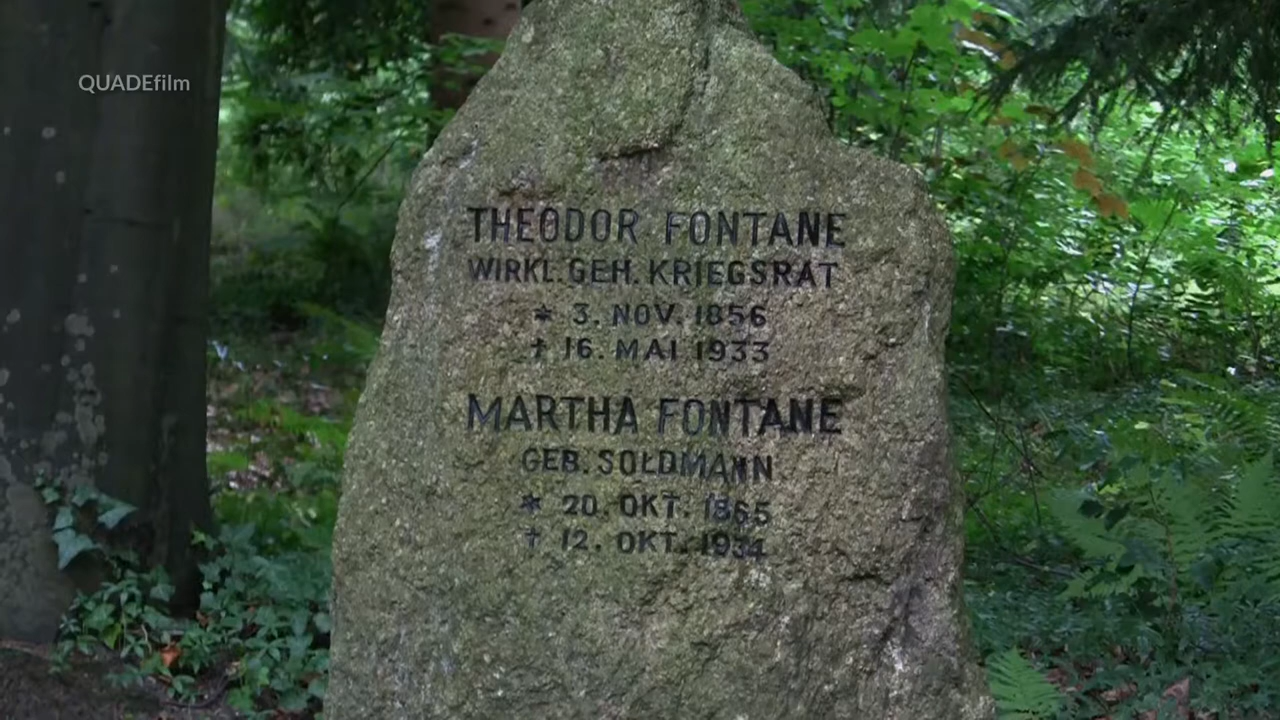 QUADEfilm
THEODOR FONTANE
WIRKL. GEH. KRIEGSRAT
* 3. NOV. 1856
† 16. MAI 1933
MARTHA FONTANE
GEB. SOLDMANN
* 20. OKT. 1865
† 12. OKT. 1934